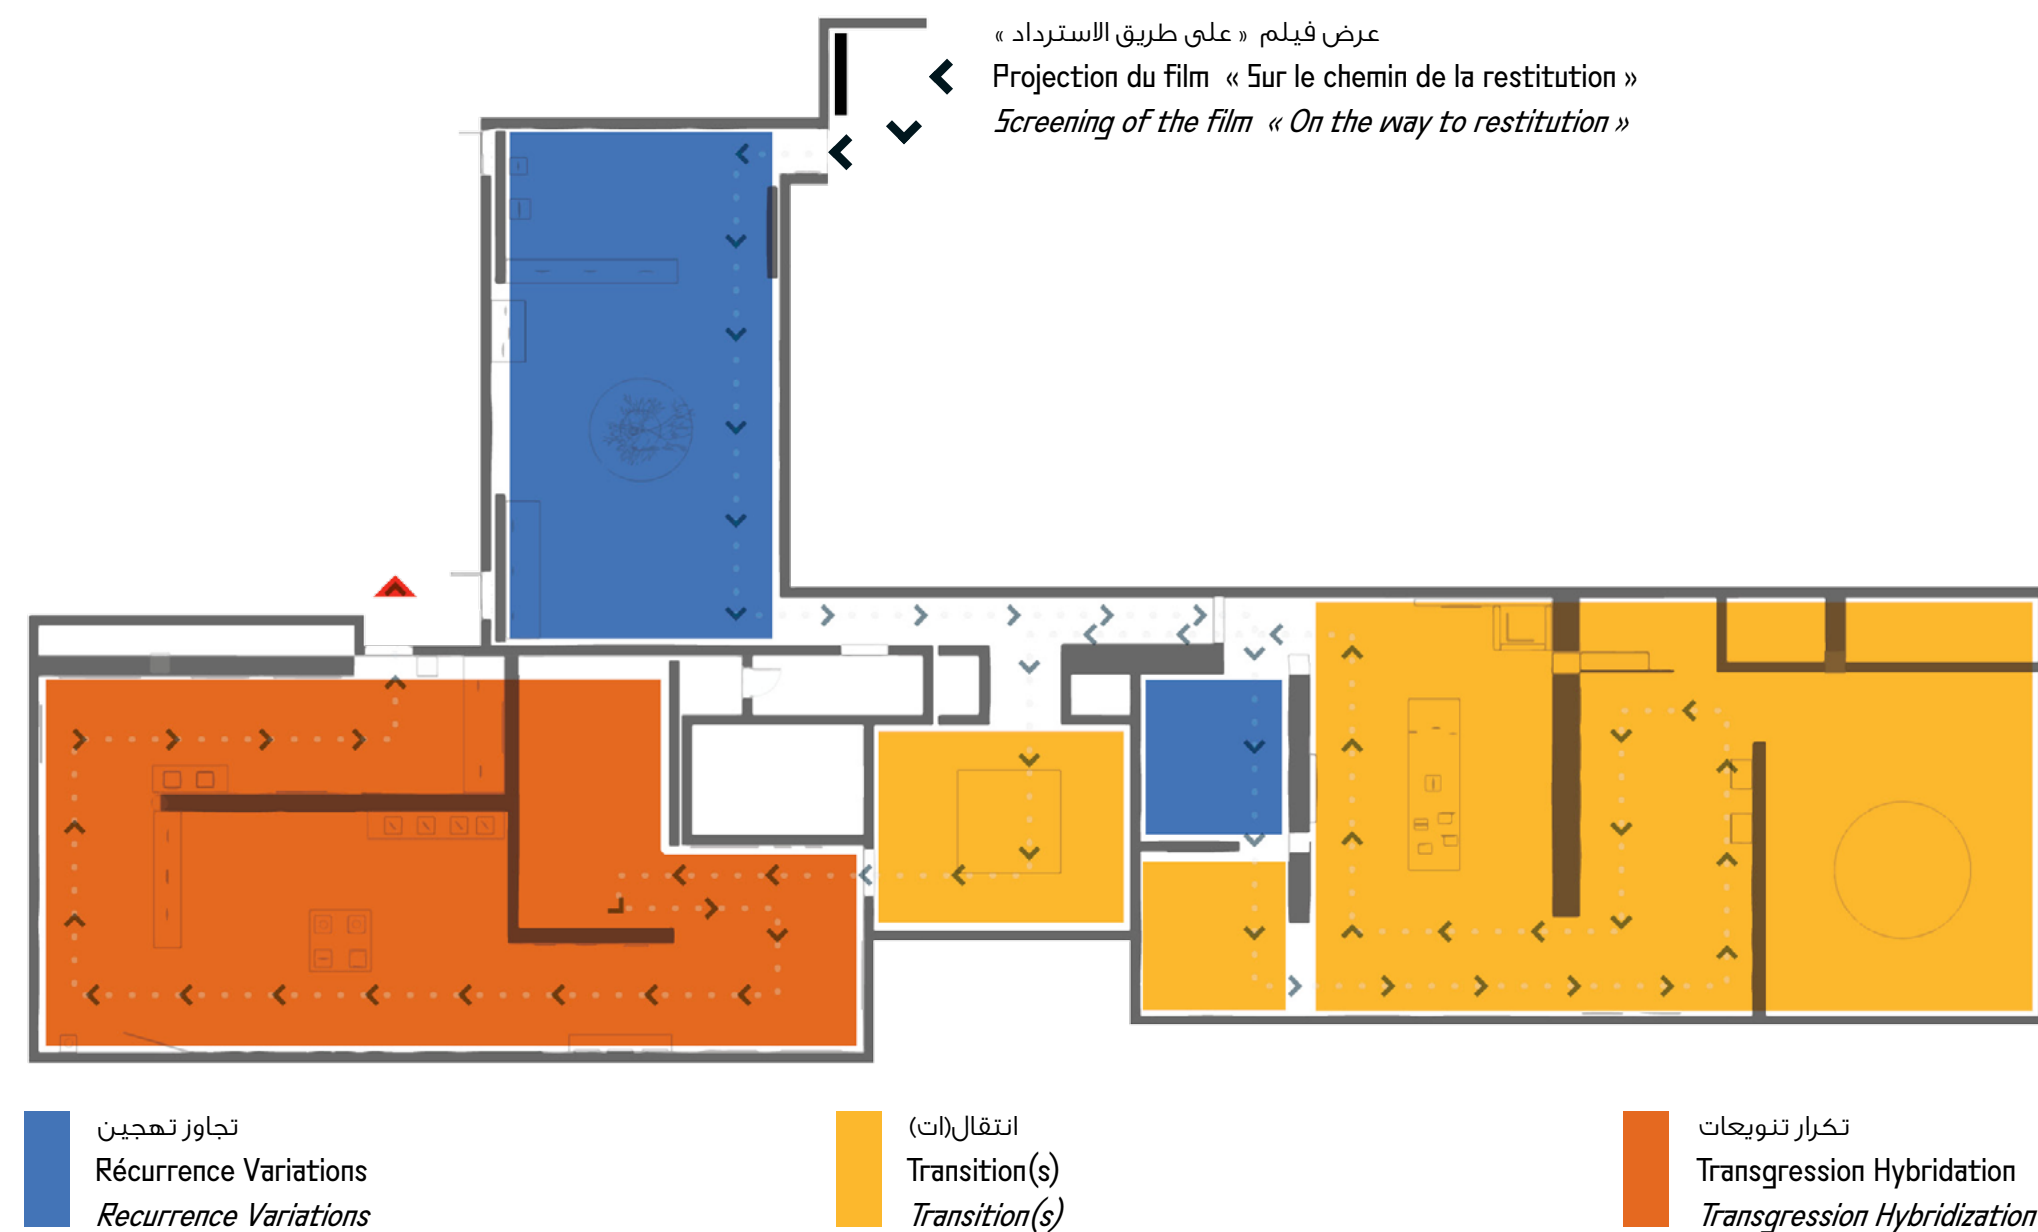 عرض فيلم « على طريق الاسترداد »
Projection du film « Sur le chemin de la restitution »
Screening of the film « On the way to restitution »
تجاوز تهجين
Récurrence Variations
Recurrence Variations
انتقال(ات)
Transition(s)
Transition(s)
تكرار تنويعات
Transgression Hybridation
Transgression Hybridization